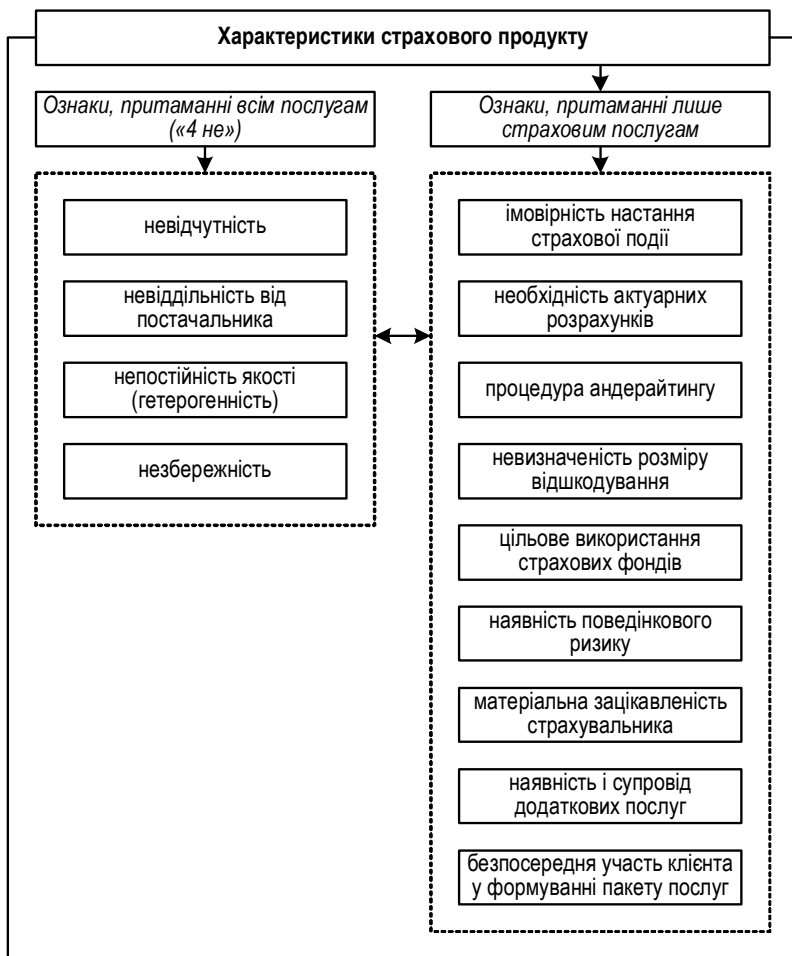 Характеристики страхового продукту
Ознаки, притаманні всім послугам
(«4 не»)
невідчутність
невіддільність від
постачальника
непостійність якості
(гетерогенність)
незбережність
Ознаки, притаманні лише
страховим послугам
імовірність настання
страхової події
необхідність актуарних
розрахунків
процедура андерайтингу
невизначеність розміру
відшкодування
цільове використання
страхових фондів
наявність поведінкового
ризику
матеріальна зацікавленість
страхувальника
наявність і супровід
додаткових послуг
безпосередня участь клієнта
у формуванні пакету послуг